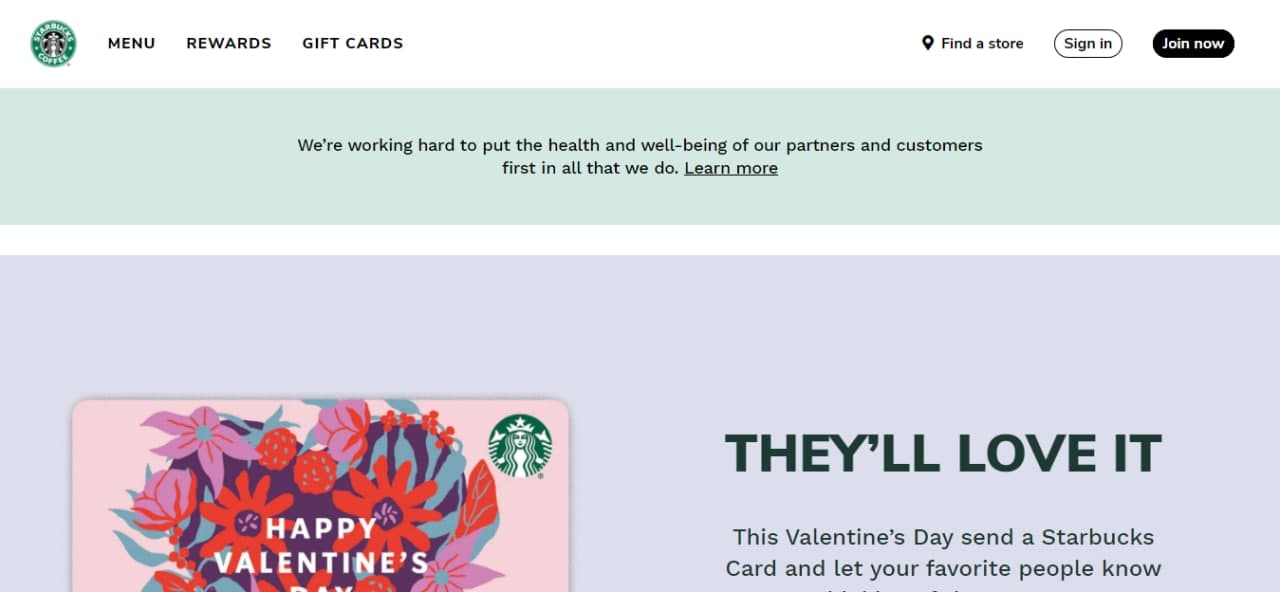 STARBUCKS
COFFEE
MENU
REWARDS
GIFT CARDS
Find a store
Sign in
Join now
We’re working hard to put the health and well-being of our partners and customers
first in all that we do. Learn more
HAPPY
VALENTINE’S
DAY
THEY’LL LOVE IT
This Valentine’s Day send a Starbucks
Card and let your favorite people know